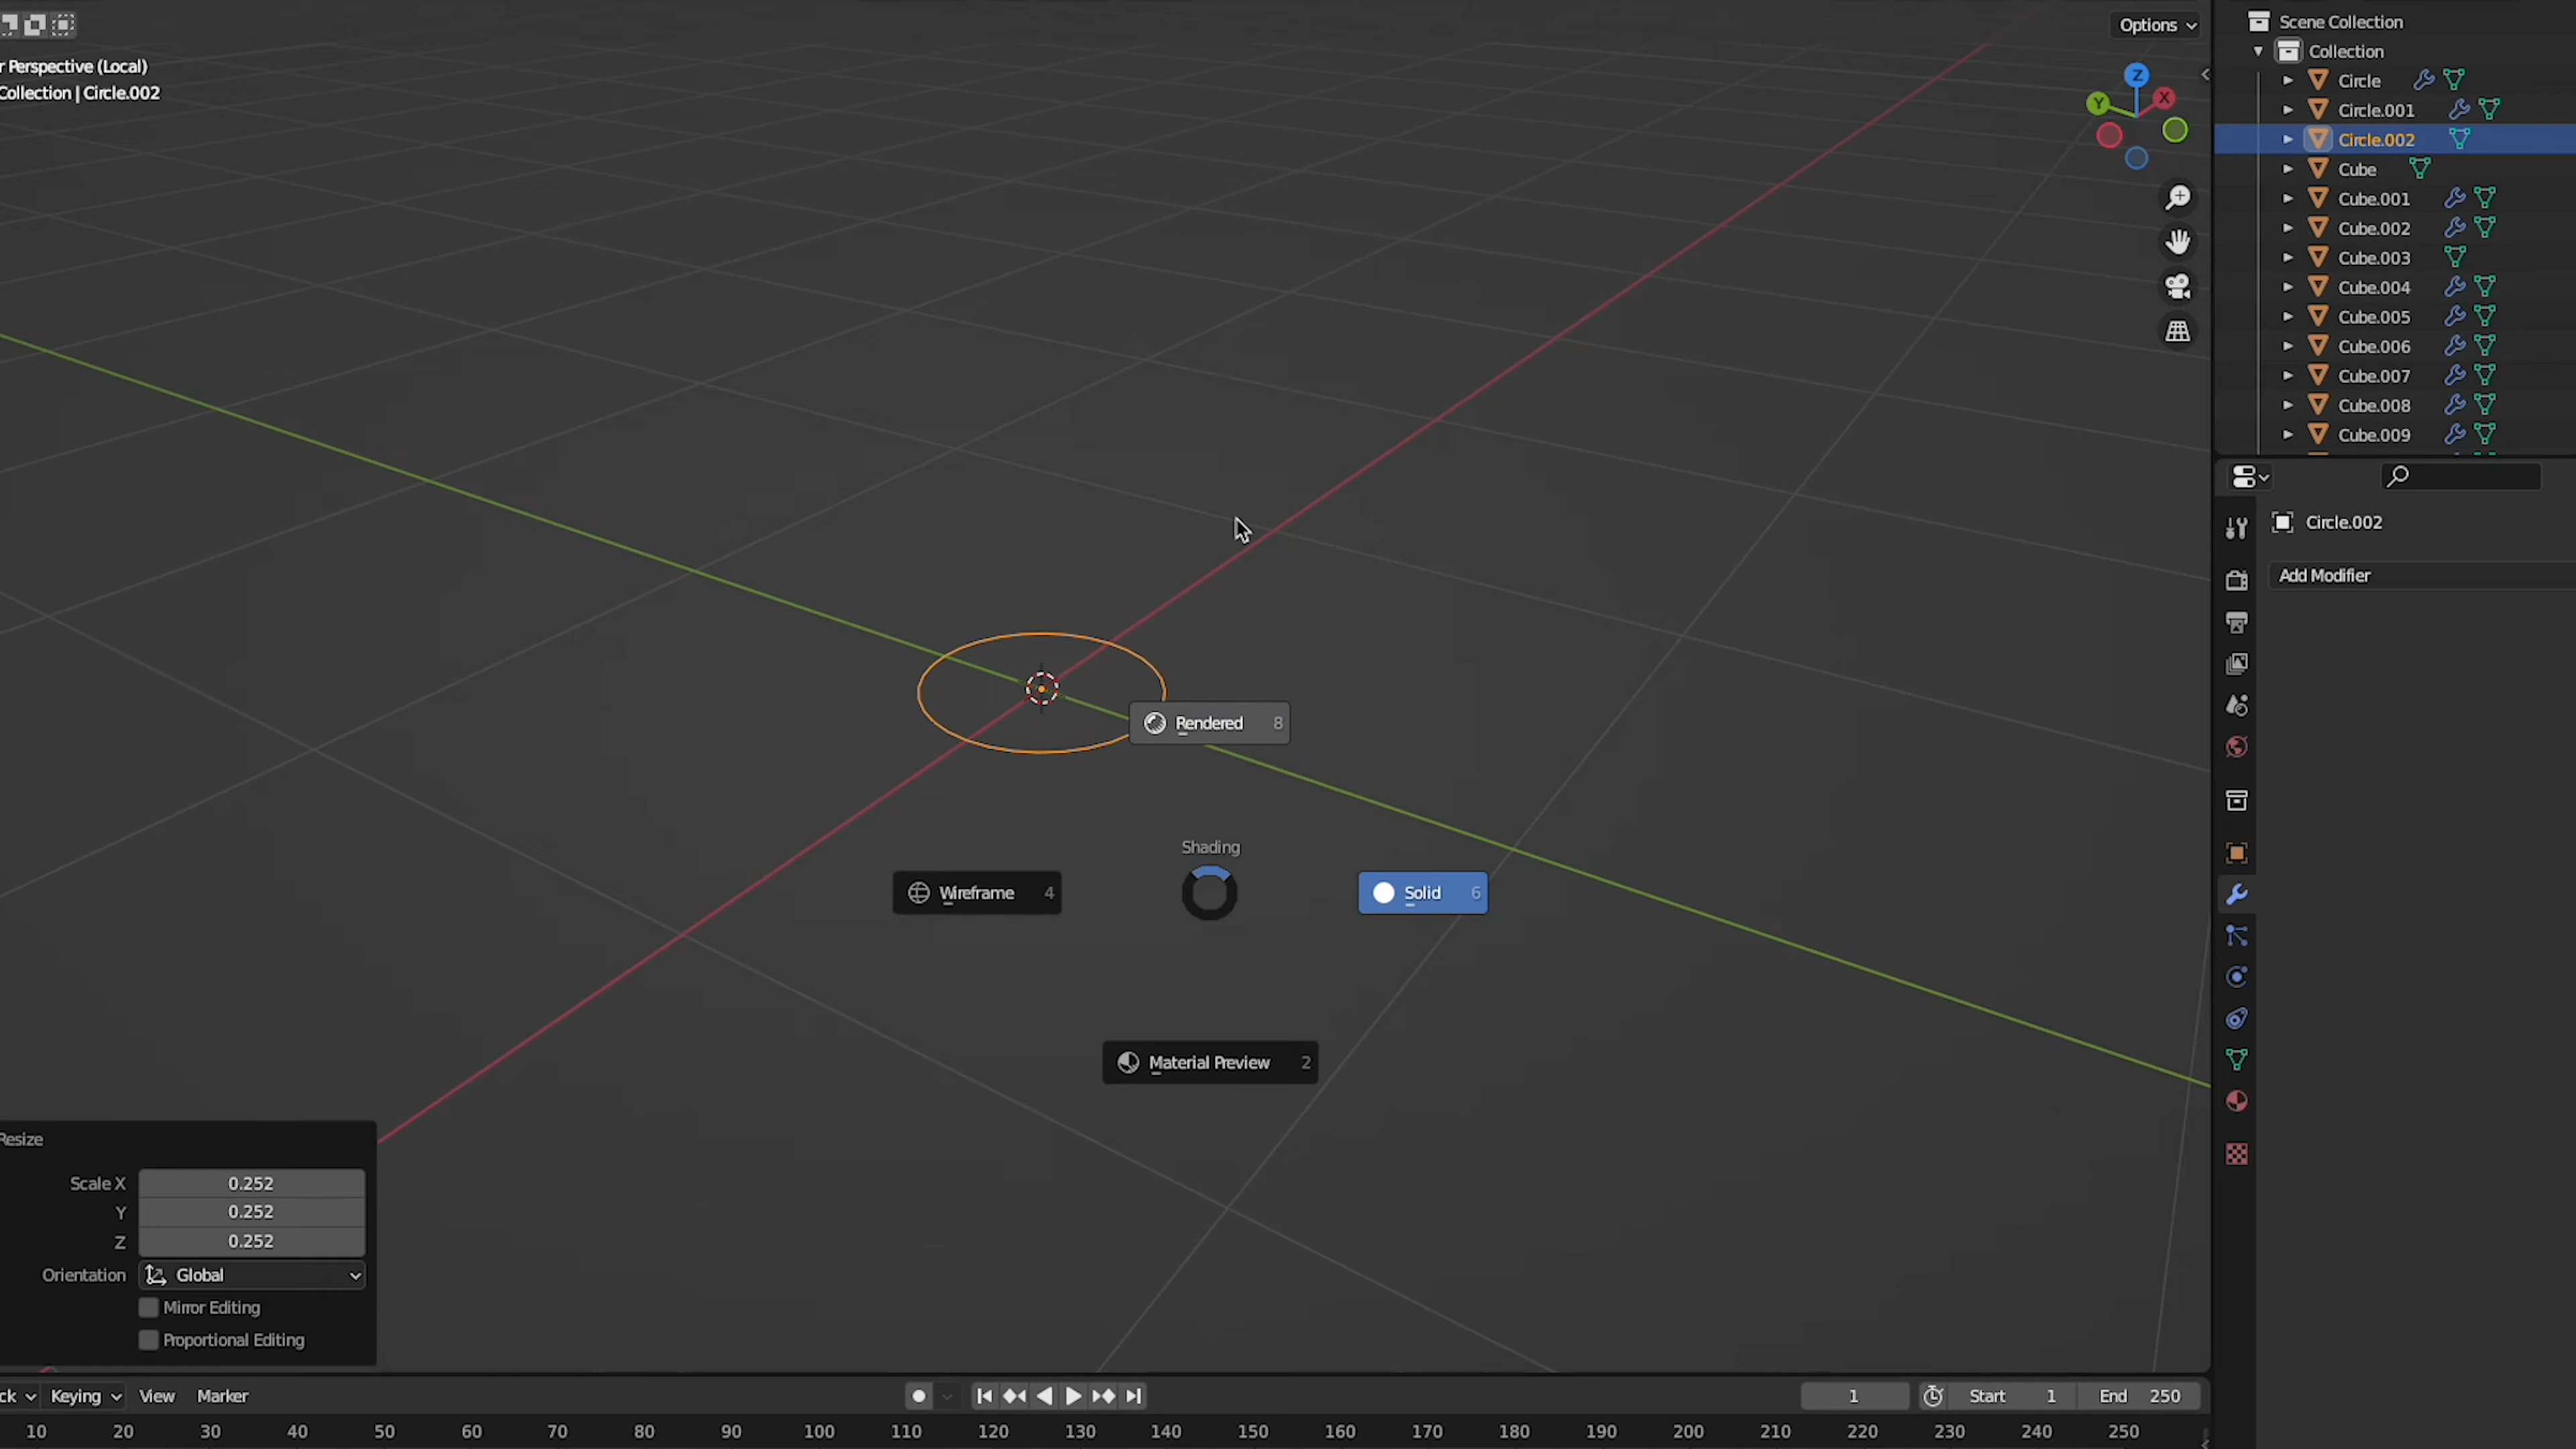 Options
r Perspective (Local)
Collection | Circle.002
Z
Y
X
Scene Collection
Collection
Circle
Circle.001
Circle.002
Cube
Cube.001
Cube.002
Cube.003
Cube.004
Cube.005
Cube.006
Cube.007
Cube.008
Cube.009
Circle.002
Add Modifier
Rendered 8
Shading
Wireframe 4
Solid 6
Material Preview 2
Resize
Scale X 0.252
Y 0.252
Z 0.252
Orientation Global
Mirror Editing
Proportional Editing
ck Keying View Marker 1 Start 1 End 250
10 20 30 40 50 60 70 80 90 100 110 120 130 140 150 160 170 180 190 200 210 220 230 240 250